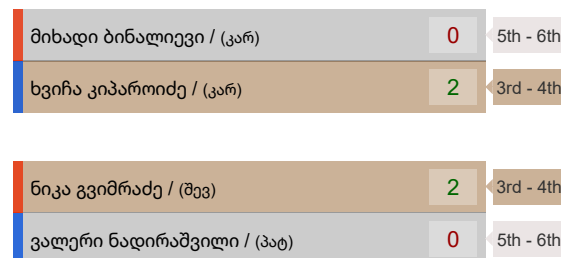 მიხადი ბინალიევი / (კარ) 0 5th - 6th
ხვიჩა კიპაროიძე / (კარ) 2 3rd - 4th
ნიკა გვიმრაძე / (შევ) 2 3rd - 4th
ვალერი ნადირაშვილი / (პატ) 0 5th - 6th